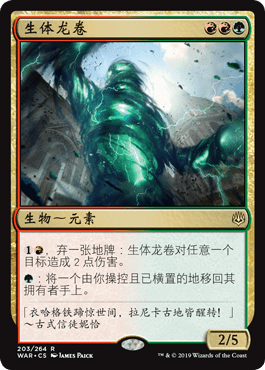 生体龙卷
生物～元素
1 ，弃一张地牌：生体龙卷对任意一个
目标造成2点伤害。
：将一个由你操控且已横置的地移回其
拥有者手上。
「衣哈格铁蹄惊世间，拉尼卡古地皆醒转！」
～古式信徒妮恰
2/5
203/264 R
WAR • CS JAMES PAICK
™ & © 2019 Wizards of the Coast